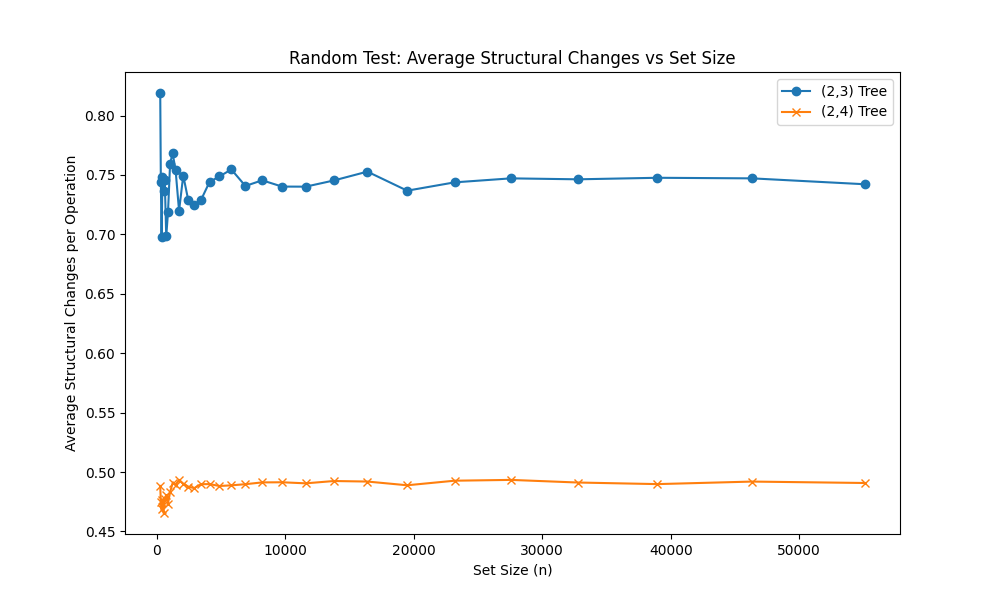 Random Test: Average Structural Changes vs Set Size
(2,3) Tree
(2,4) Tree
Average Structural Changes per Operation
0.80
0.75
0.70
0.65
0.60
0.55
0.50
0.45
0
10000
20000
30000
40000
50000
Set Size (n)